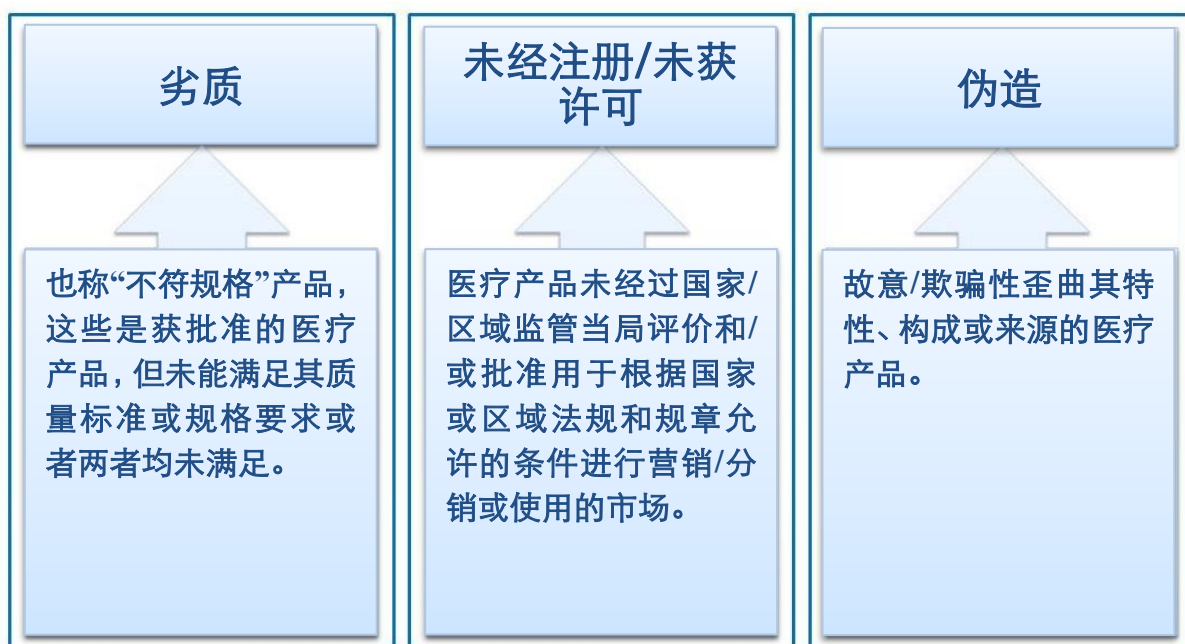 劣质
也称“不符规格”产品，
这些是获批准的医疗
产品，但未能满足其质
量标准或规格要求或
者两者均未满足。
未经注册/未获
许可
医疗产品未经过国家/
区域监管当局评价和/
或批准用于根据国家
或区域法规和规章允
许的条件进行营销/分
销或使用的市场。
伪造
故意/欺骗性歪曲其特
性、构成或来源的医疗
产品。